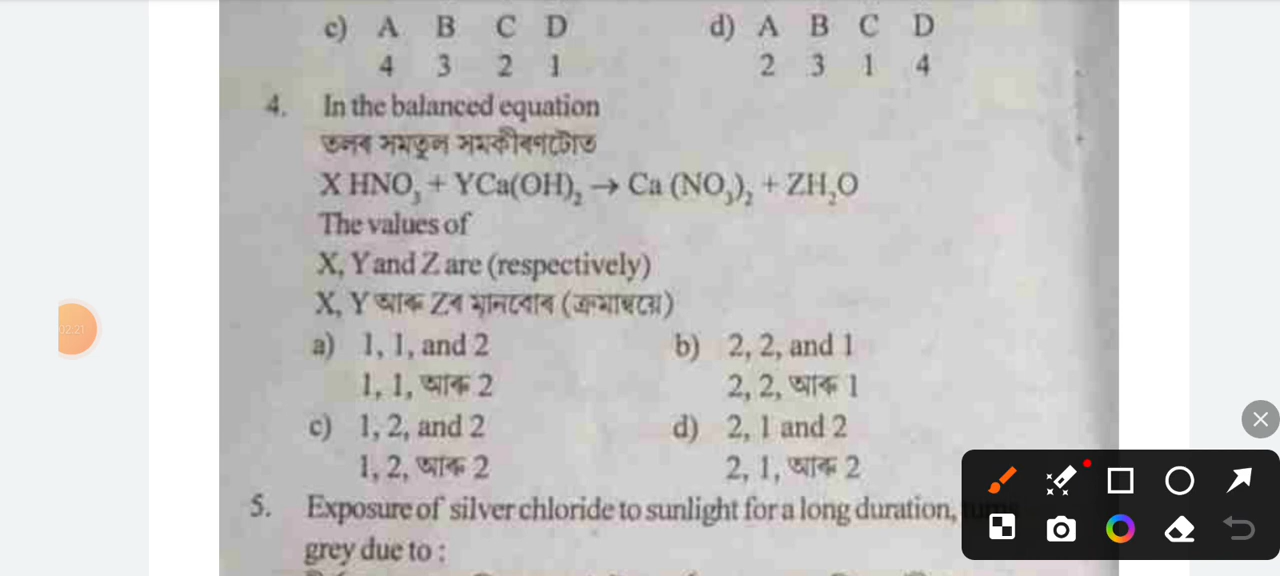 c) A B C D d) A B C D
4 3 2 1 2 3 1 4
4. In the balanced equation
তলৰ সমতুল সমীকৰণটোত
X HNO₃ + YCa(OH)₂ → Ca (NO₃)₂ + ZH₂O
The values of
X, Y and Z are (respectively)
X, Y আৰু Zৰ মানবোৰ (ক্ৰমান্বয়ে)
a) 1, 1, and 2 b) 2, 2, and 1
1, 1, আৰু 2 2, 2, আৰু 1
c) 1, 2, and 2 d) 2, 1 and 2
1, 2, আৰু 2 2, 1, আৰু 2
5. Exposure of silver chloride to sunlight for a long duration,
grey due to :
02:21